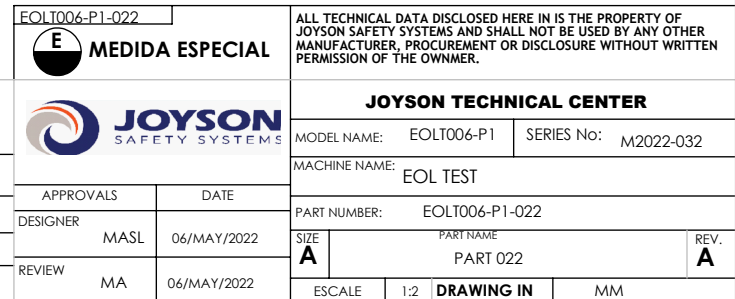 EOLT006-P1-022
E
MEDIDA ESPECIAL
ALL TECHNICAL DATA DISCLOSED HERE IN IS THE PROPERTY OF
JOYSON SAFETY SYSTEMS AND SHALL NOT BE USED BY ANY OTHER
MANUFACTURER, PROCUREMENT OR DISCLOSURE WITHOUT WRITTEN
PERMISSION OF THE OWNMER.
JOYSON
SAFETY SYSTEMS
JOYSON TECHNICAL CENTER
MODEL NAME: EOLT006-P1 SERIES No: M2022-032
MACHINE NAME: EOL TEST
APPROVALS DATE
PART NUMBER: EOLT006-P1-022
DESIGNER MASL 06/MAY/2022
SIZE A PART NAME PART 022 REV. A
REVIEW MA 06/MAY/2022
ESCALE 1:2 DRAWING IN MM